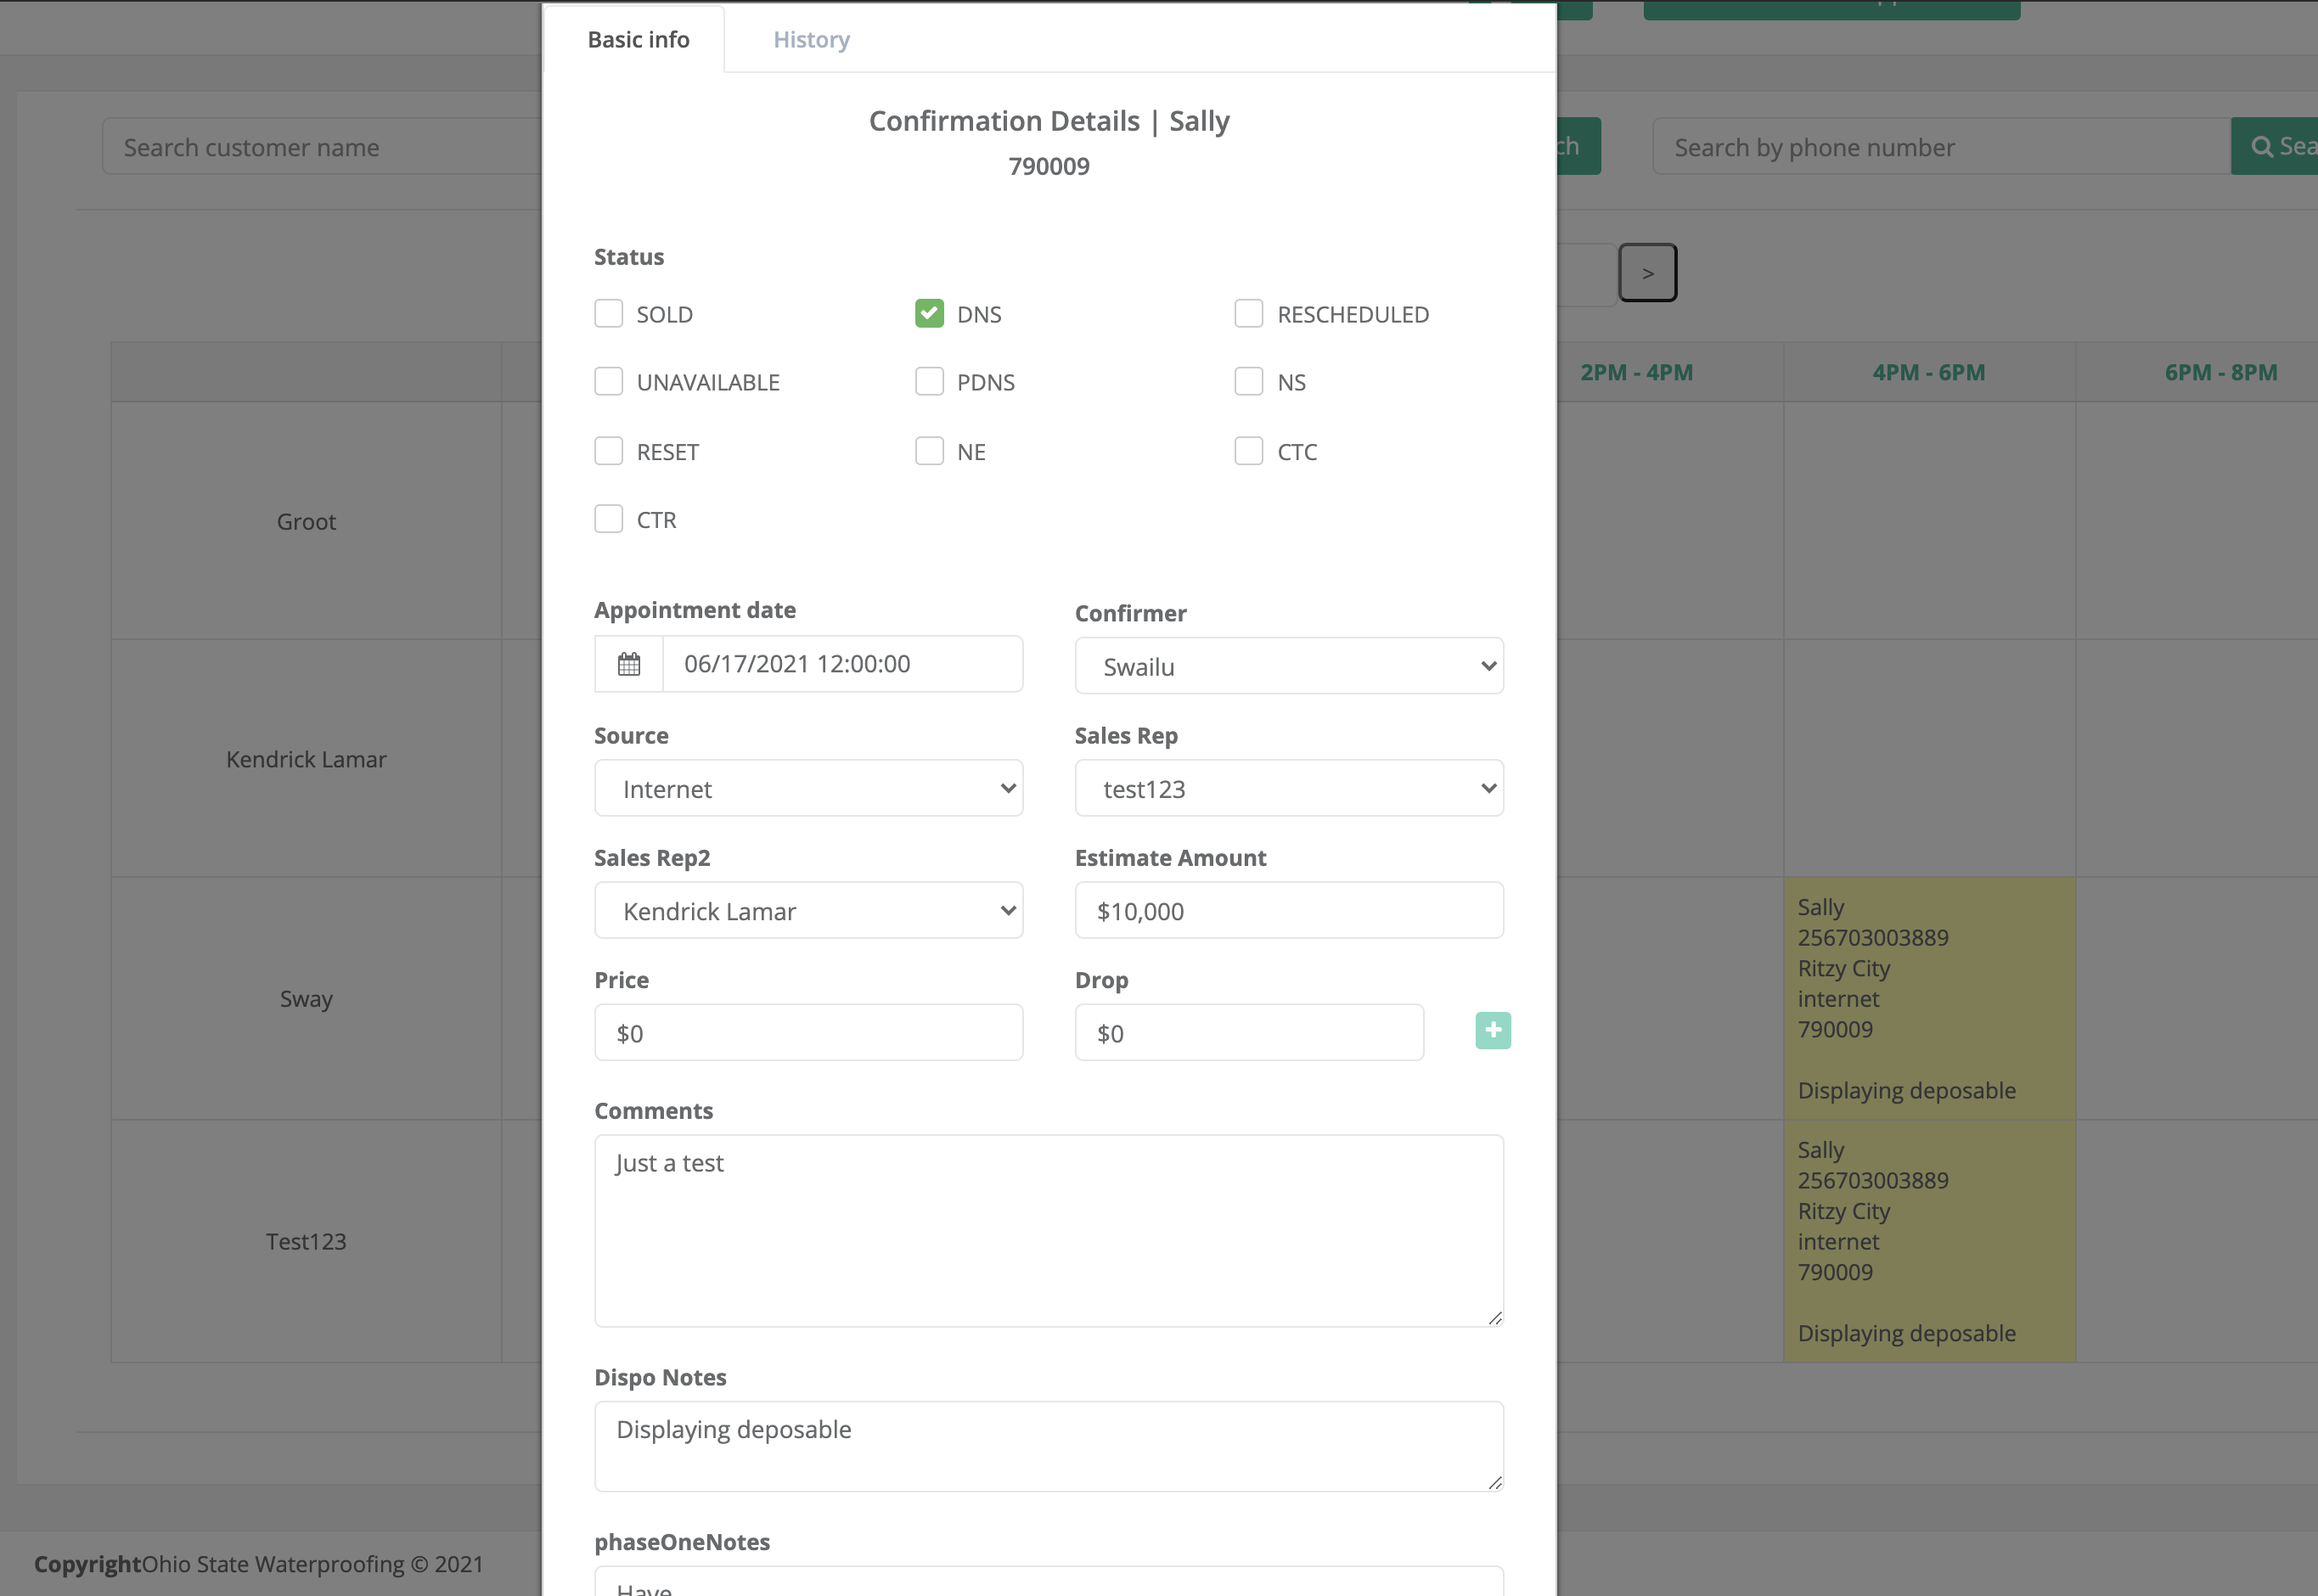 Basic info
History
Confirmation Details | Sally
790009
Search customer name
ch
Search by phone number
Sea
Status
SOLD
DNS
RESCHEDULED
>
UNAVAILABLE
PDNS
NS
2PM - 4PM
4PM - 6PM
6PM - 8PM
RESET
NE
CTC
CTR
Groot
Appointment date
Confirmer
06/17/2021 12:00:00
Swailu
Source
Sales Rep
Internet
test123
Kendrick Lamar
Sales Rep2
Estimate Amount
Kendrick Lamar
$10,000
Price
Drop
$0
$0
Sway
Sally
256703003889
Ritzy City
internet
790009
Displaying deposable
Comments
Just a test
Test123
Sally
256703003889
Ritzy City
internet
790009
Displaying deposable
Dispo Notes
Displaying deposable
phaseOneNotes
Have
CopyrightOhio State Waterproofing © 2021